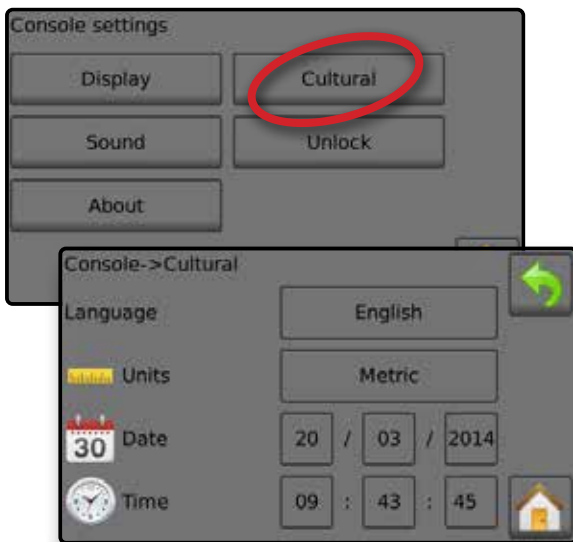 Console settings
Display Cultural
Sound Unlock
About
Console->Cultural
Language English
Units Metric
30 Date 20 / 03 / 2014
Time 09 : 43 : 45